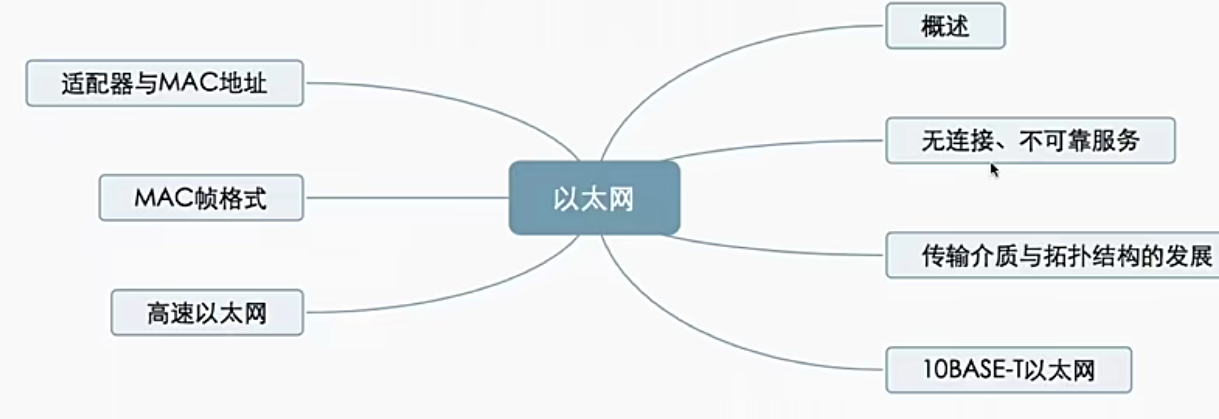 概述
适配器与MAC地址
无连接、不可靠服务
MAC帧格式
以太网
传输介质与拓扑结构的发展
高速以太网
10BASE-T以太网